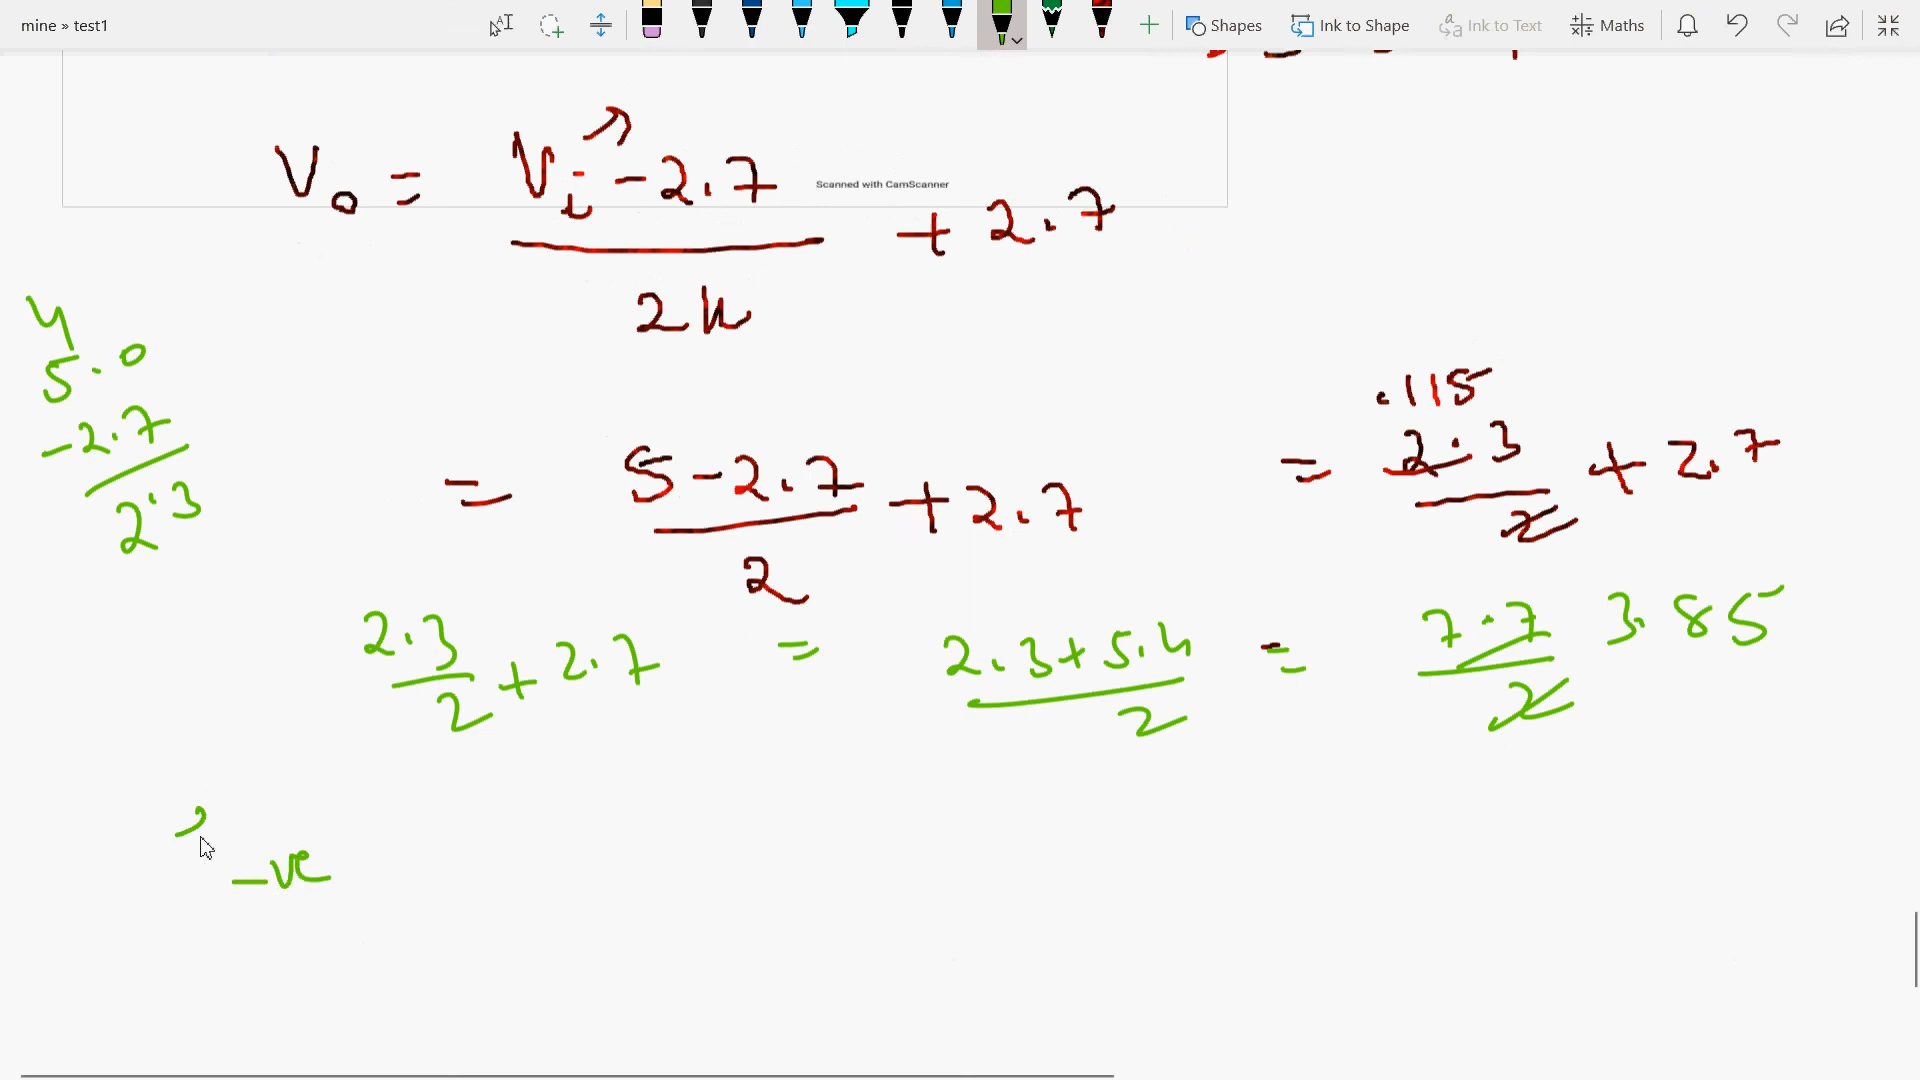 mine » test1
Shapes Ink to Shape Ink to Text Maths
Vo = Vi - 2.7 / 2k + 2.7
Scanned with CamScanner
4
5.0
-2.7
2.3
= 5 - 2.7 / 2 + 2.7
.115
= 2.3 / 2 + 2.7
2.3 / 2 + 2.7 = 2.3 + 5.4 / 2 = 7.7 / 2 3.85
-ve